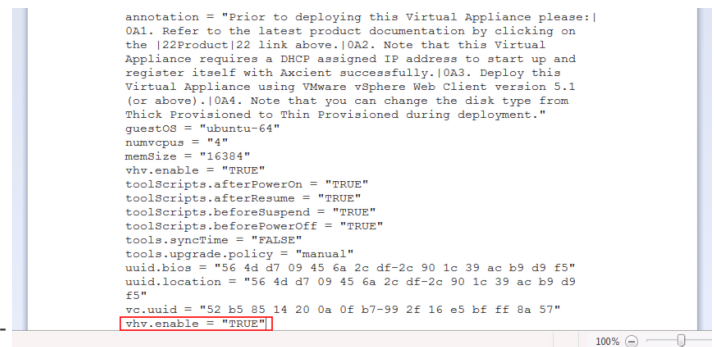 annotation = "Prior to deploying this Virtual Appliance please:|
0A1. Refer to the latest product documentation by clicking on
the |22Product|22 link above.|0A2. Note that this Virtual
Appliance requires a DHCP assigned IP address to start up and
register itself with Axcient successfully.|0A3. Deploy this
Virtual Appliance using VMware vSphere Web Client version 5.1
(or above).|0A4. Note that you can change the disk type from
Thick Provisioned to Thin Provisioned during deployment."
guestOS = "ubuntu-64"
numvcpus = "4"
memSize = "16384"
vhv.enable = "TRUE"
toolScripts.afterPowerOn = "TRUE"
toolScripts.afterResume = "TRUE"
toolScripts.beforeSuspend = "TRUE"
toolScripts.beforePowerOff = "TRUE"
tools.syncTime = "FALSE"
tools.upgrade.policy = "manual"
uuid.bios = "56 4d d7 09 45 6a 2c df-2c 90 1c 39 ac b9 d9 f5"
uuid.location = "56 4d d7 09 45 6a 2c df-2c 90 1c 39 ac b9 d9
f5"
vc.uuid = "52 b5 85 14 20 0a 0f b7-99 2f 16 e5 bf ff 8a 57"
vhv.enable = "TRUE"
100%